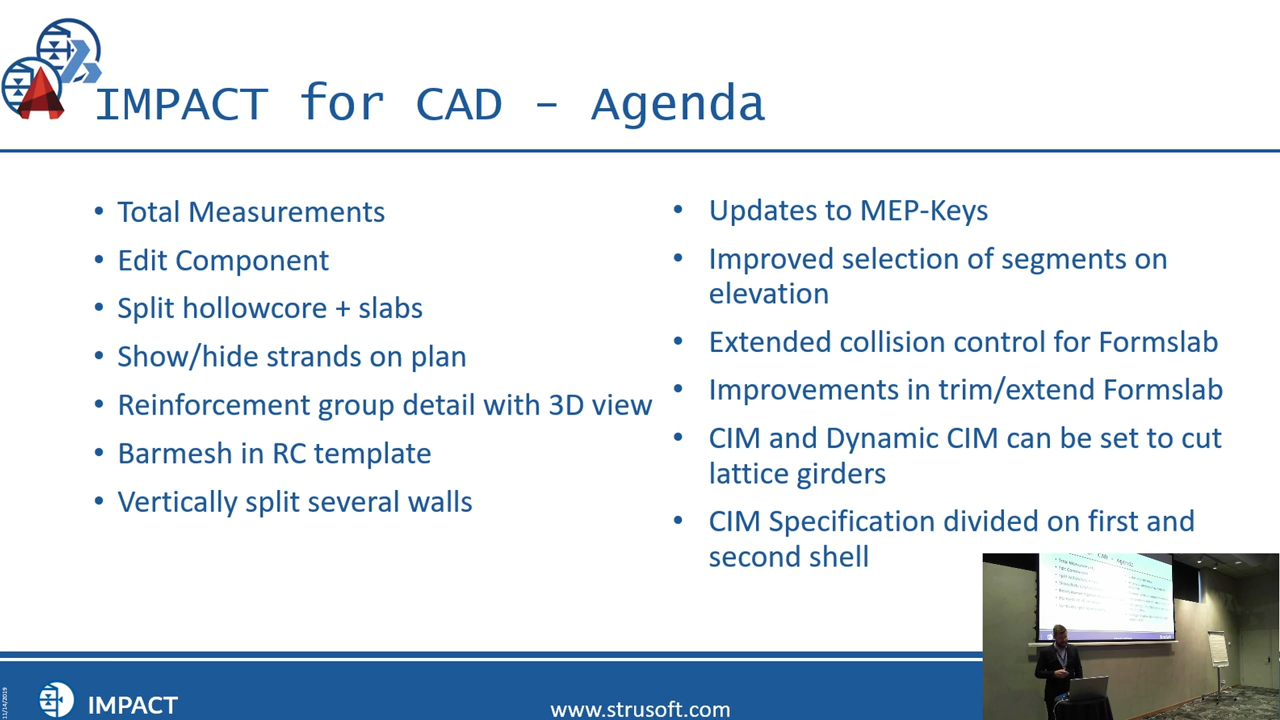 IMPACT for CAD - Agenda
• Total Measurements
• Edit Component
• Split hollowcore + slabs
• Show/hide strands on plan
• Reinforcement group detail with 3D view
• Barmesh in RC template
• Vertically split several walls
• Updates to MEP-Keys
• Improved selection of segments on
elevation
• Extended collision control for Formslab
• Improvements in trim/extend Formslab
• CIM and Dynamic CIM can be set to cut
lattice girders
• CIM Specification divided on first and
second shell
11/14/2019
IMPACT
www.strusoft.com